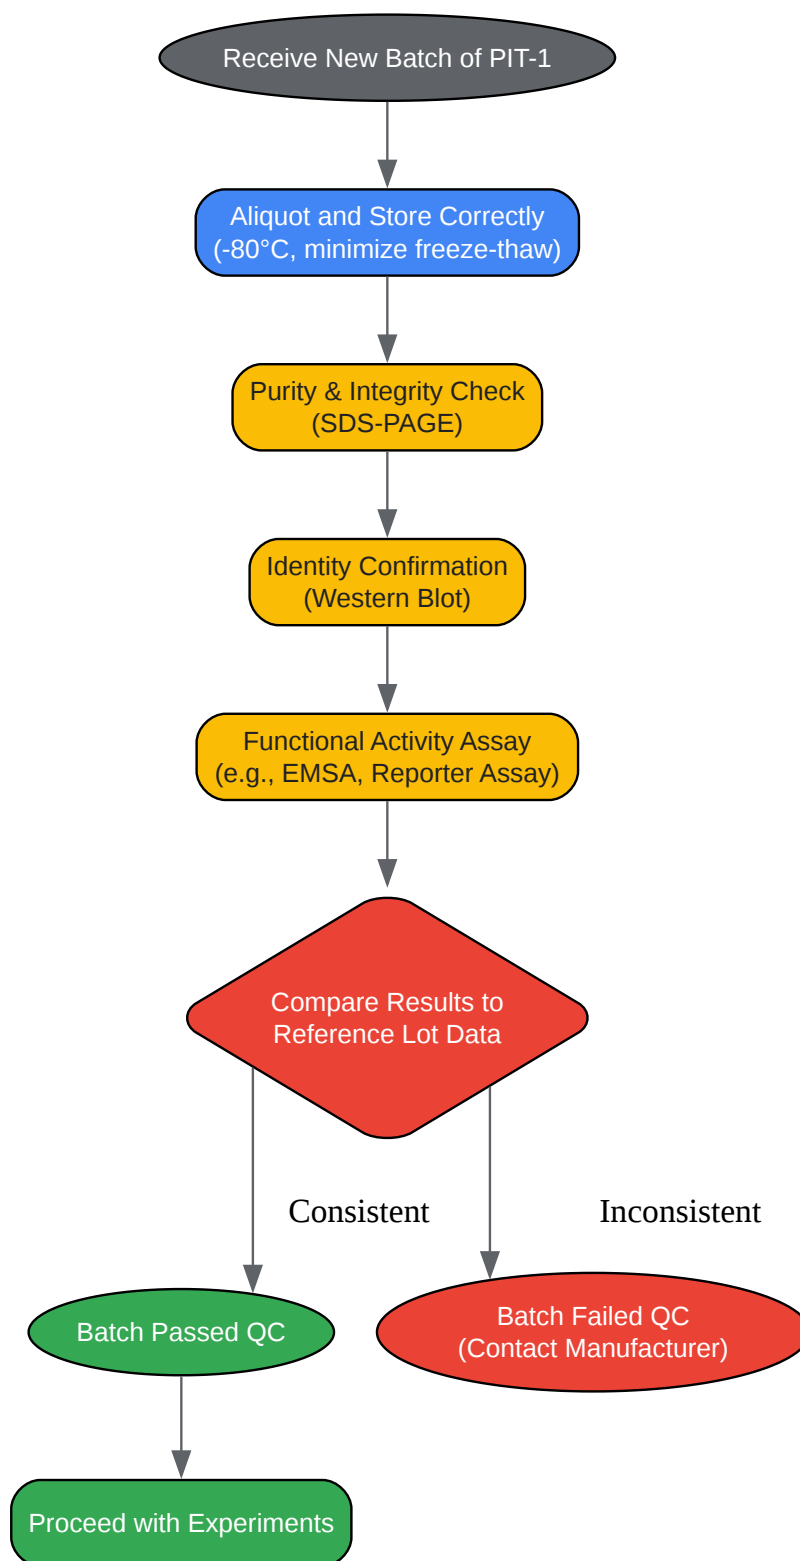 Receive New Batch of PIT-1
Aliquot and Store Correctly
(-80°C, minimize freeze-thaw)
Purity & Integrity Check
(SDS-PAGE)
Identity Confirmation
(Western Blot)
Functional Activity Assay
(e.g., EMSA, Reporter Assay)
Compare Results to
Reference Lot Data
Consistent
Inconsistent
Batch Passed QC
Batch Failed QC
(Contact Manufacturer)
Proceed with Experiments